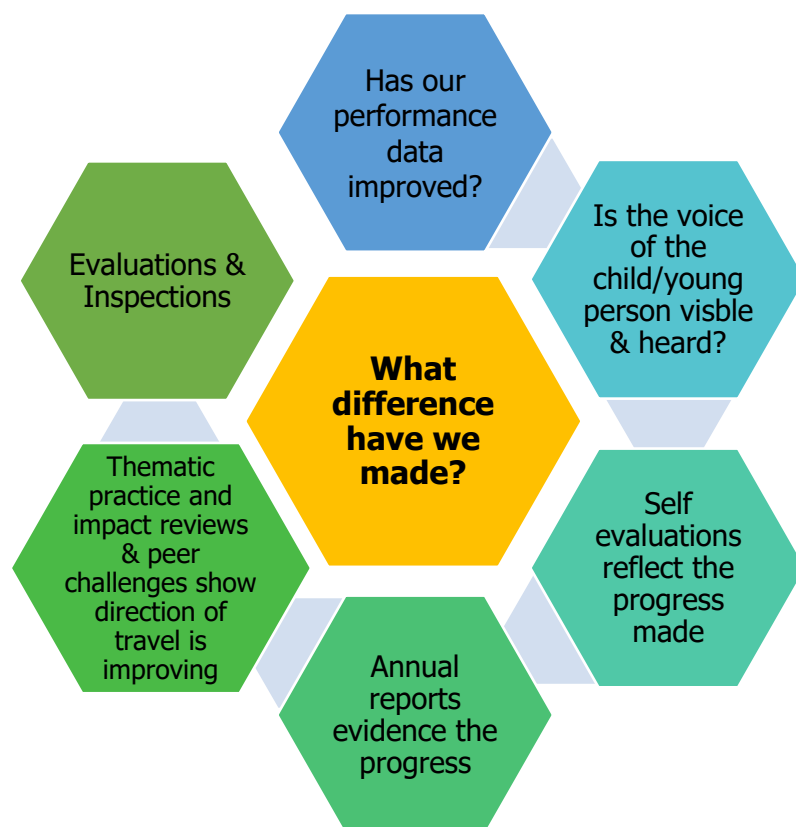 Has our
performance
data
improved?
Is the voice
of the
child/young
person visble
& heard?
Self
evaluations
reflect the
progress
made
Annual
reports
evidence the
progress
Thematic
practice and
impact reviews
& peer
challenges show
direction of
travel is
improving
Evaluations &
Inspections
What
difference
have we
made?